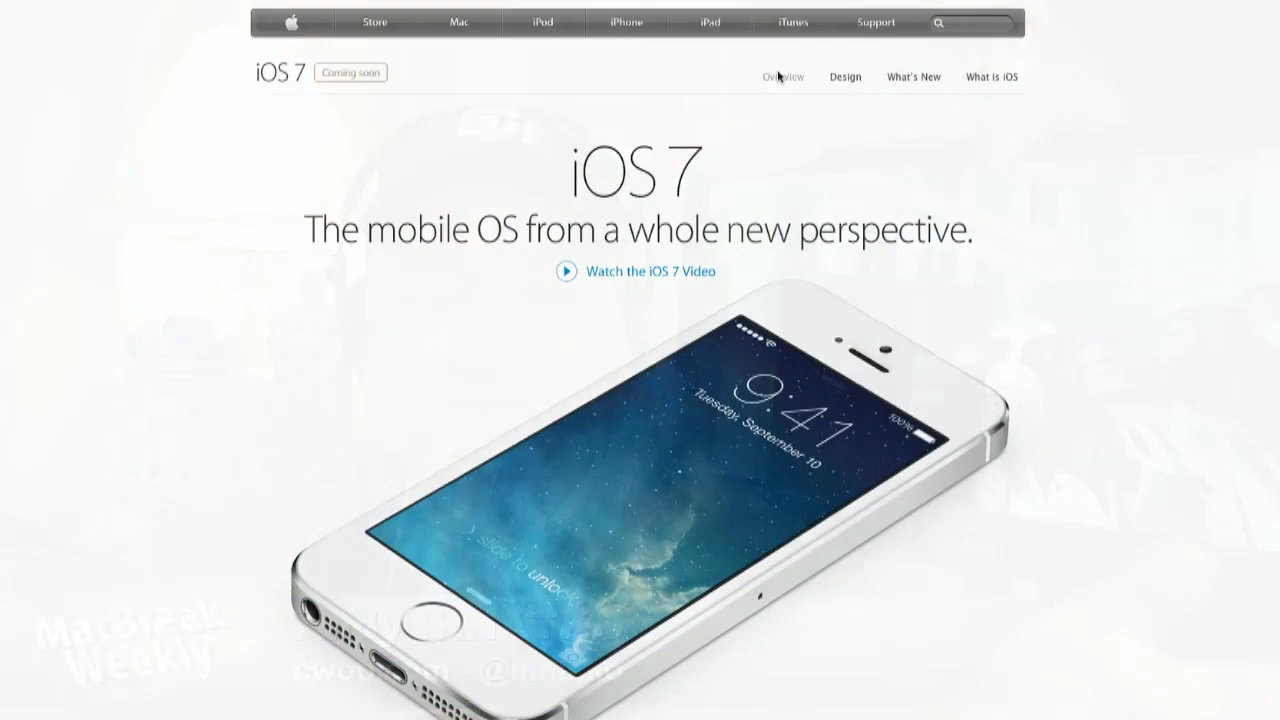 Store Mac iPod iPhone iPad iTunes Support
iOS 7 Coming soon
Overview Design What's New What is iOS
iOS 7
The mobile OS from a whole new perspective.
Watch the iOS 7 Video
100%
9:41
Tuesday, September 10
slide to unlock
MacBreak
Weekly